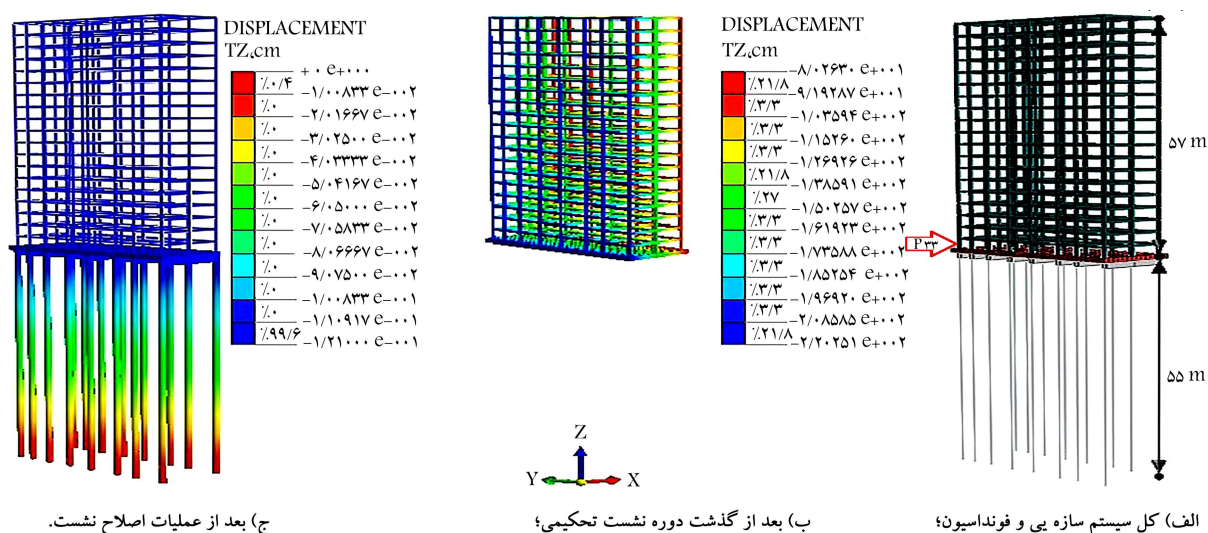 DISPLACEMENT
TZ,cm
+۰ e+۰۰۰
٪۰/۴
-۱/۰۰۸۳۳ e-۰۰۲
٪۰
-۲/۰۱۶۶۷ e-۰۰۲
٪۰
-۳/۰۲۵۰۰ e-۰۰۲
٪۰
-۴/۰۳۳۳۳ e-۰۰۲
٪۰
-۵/۰۴۱۶۷ e-۰۰۲
٪۰
-۶/۰۵۰۰۰ e-۰۰۲
٪۰
-۷/۰۵۸۳۳ e-۰۰۲
٪۰
-۸/۰۶۶۶۷ e-۰۰۲
٪۰
-۹/۰۷۵۰۰ e-۰۰۲
٪۰
-۱/۰۰۸۳۳ e-۰۰۱
٪۰
-۱/۱۰۹۱۷ e-۰۰۱
٪۹۹/۶
-۱/۲۱۰۰۰ e-۰۰۱
DISPLACEMENT
TZ,cm
-۸/۰۲۶۳۰ e+۰۰۱
٪۲۱/۸
-۹/۱۹۲۸۷ e+۰۰۱
٪۳/۳
-۱/۰۳۵۹۴ e+۰۰۲
٪۳/۳
-۱/۱۵۲۶۰ e+۰۰۲
٪۳/۳
-۱/۲۶۹۲۶ e+۰۰۲
٪۲۱/۸
-۱/۳۸۵۹۱ e+۰۰۲
٪۲۷
-۱/۵۰۲۵۷ e+۰۰۲
٪۳/۳
-۱/۶۱۹۲۳ e+۰۰۲
٪۳/۳
-۱/۷۳۵۸۸ e+۰۰۲
٪۳/۳
-۱/۸۵۲۵۴ e+۰۰۲
٪۳/۳
-۱/۹۶۹۲۰ e+۰۰۲
٪۳/۳
-۲/۰۸۵۸۵ e+۰۰۲
٪۲۱/۸
-۲/۲۰۲۵۱ e+۰۰۲
P۳۳
۵۷ m
۵۵ m
Z
Y
X
الف) کل سیستم سازه یی و فونداسیون؛
ب) بعد از گذشت دوره نشست تحکیمی؛
ج) بعد از عملیات اصلاح نشست.